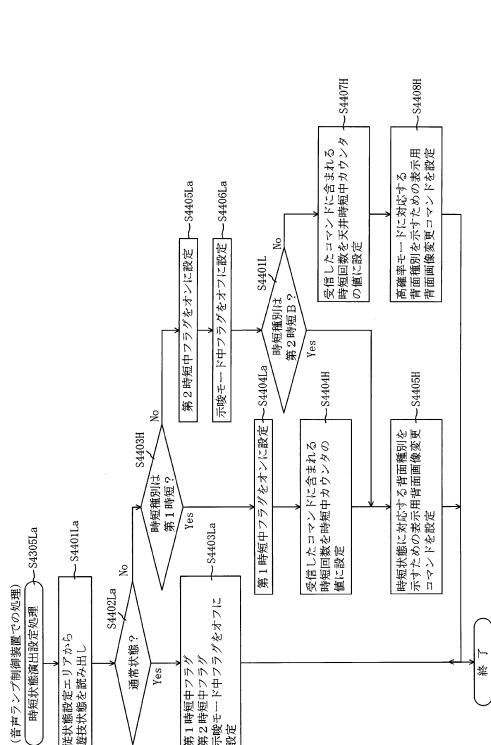 (音声ランプ制御装置での処理)
時短状態演出設定処理
S4305La
従状態設定エリアから
遊技状態を読み出し
S4401La
通常状態?
S4402La
No
Yes
第1時短中フラグ
第2時短中フラグ
示唆モード中フラグをオフに
設定
S4403La
時短種別は
第1時短?
S4403H
No
Yes
第1時短中フラグをオンに設定
S4404La
受信したコマンドに含まれる
時短回数を時短中カウンタの
値に設定
S4404H
時短状態に対応する背面種別を
示すための表示用背面画像変更
コマンドを設定
S4405H
第2時短中フラグをオンに設定
S4405La
示唆モード中フラグをオフに設定
S4406La
時短種別は
第2時短B?
S4401L
No
Yes
受信したコマンドに含まれる
時短回数を天井時短中カウンタ
の値に設定
S4407H
高確率モードに対応する
背面種別を示すための表示用
背面画像変更コマンドを設定
S4408H
終了